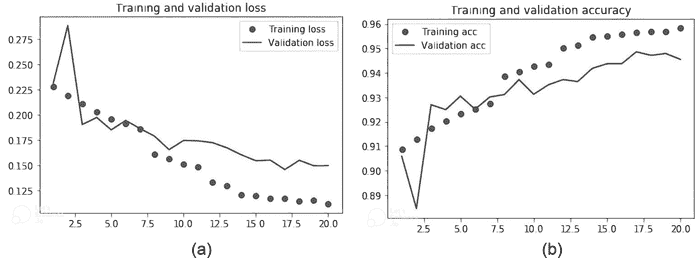 Training and validation loss
Training loss
Validation loss
0.275
0.250
0.225
0.200
0.175
0.150
0.125
2.5 5.0 7.5 10.0 12.5 15.0 17.5 20.0
(a)
Training and validation accuracy
Training acc
Validation acc
0.96
0.95
0.94
0.93
0.92
0.91
0.90
0.89
2.5 5.0 7.5 10.0 12.5 15.0 17.5 20.0
(b)